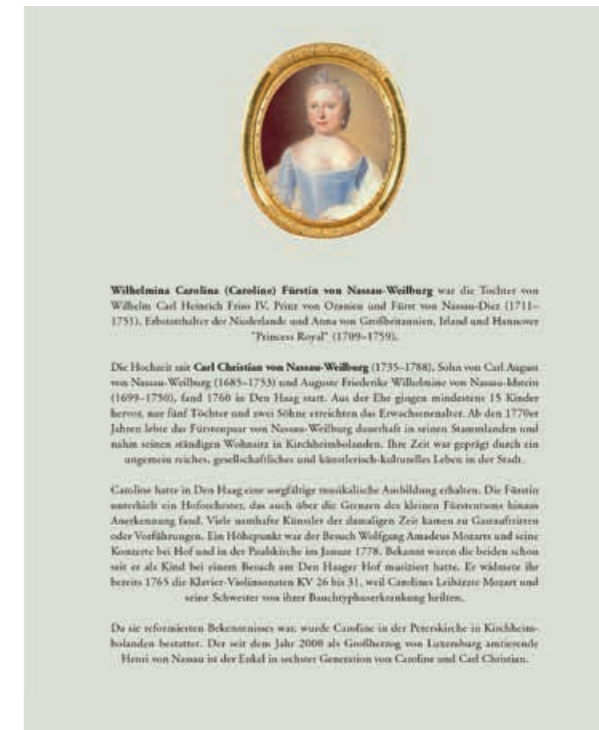 Wilhelmina Carolina (Caroline) Fürstin von Nassau-Weilburg war die Tochter von
Wilhelm Carl Heinrich Friso IV. Prinz von Oranien und Fürst von Nassau-Diez (1711–
1751), Erbstatthalter der Niederlande und Anna von Großbritannien, Irland und Hannover
"Princess Royal" (1709–1759).
Die Hochzeit mit Carl Christian von Nassau-Weilburg (1735–1788), Sohn von Carl August
von Nassau-Weilburg (1685–1753) und Auguste Friederike Wilhelmine von Nassau-Idstein
(1699–1750), fand 1760 in Den Haag statt. Aus der Ehe gingen mindestens 15 Kinder
hervor, nur fünf Töchter und zwei Söhne erreichten das Erwachsenenalter. Ab den 1770er
Jahren lebte das Fürstenpaar von Nassau-Weilburg dauerhaft in seinen Stammlanden und
nahm seinen ständigen Wohnsitz in Kirchheimbolanden. Ihre Zeit war geprägt durch ein
ungemein reiches, gesellschaftliches und künstlerisch-kulturelles Leben in der Stadt.
Caroline hatte in Den Haag eine sorgfältige musikalische Ausbildung erhalten. Die Fürstin
unterhielt ein Hoforchester, das auch über die Grenzen des kleinen Fürstentums hinaus
Anerkennung fand. Viele namhafte Künstler der damaligen Zeit kamen zu Gastauftritten
oder Vorführungen. Ein Höhepunkt war der Besuch Wolfgang Amadeus Mozarts und seine
Konzerte bei Hof und in der Paulskirche im Januar 1778. Bekannt waren die beiden schon
seit er als Kind bei einem Besuch am Den Haager Hof musiziert hatte. Er widmete ihr
bereits 1765 die Klavier-Violinsonaten KV 26 bis 31, weil Carolines Leibärzte Mozart und
seine Schwester von ihrer Bauchtyphuserkrankung heilten.
Da sie reformierten Bekenntnisses war, wurde Caroline in der Peterskirche in Kirchheim-
bolanden bestattet. Der seit dem Jahr 2000 als Großherzog von Luxemburg amtierende
Henri von Nassau ist der Enkel in sechster Generation von Caroline und Carl Christian.